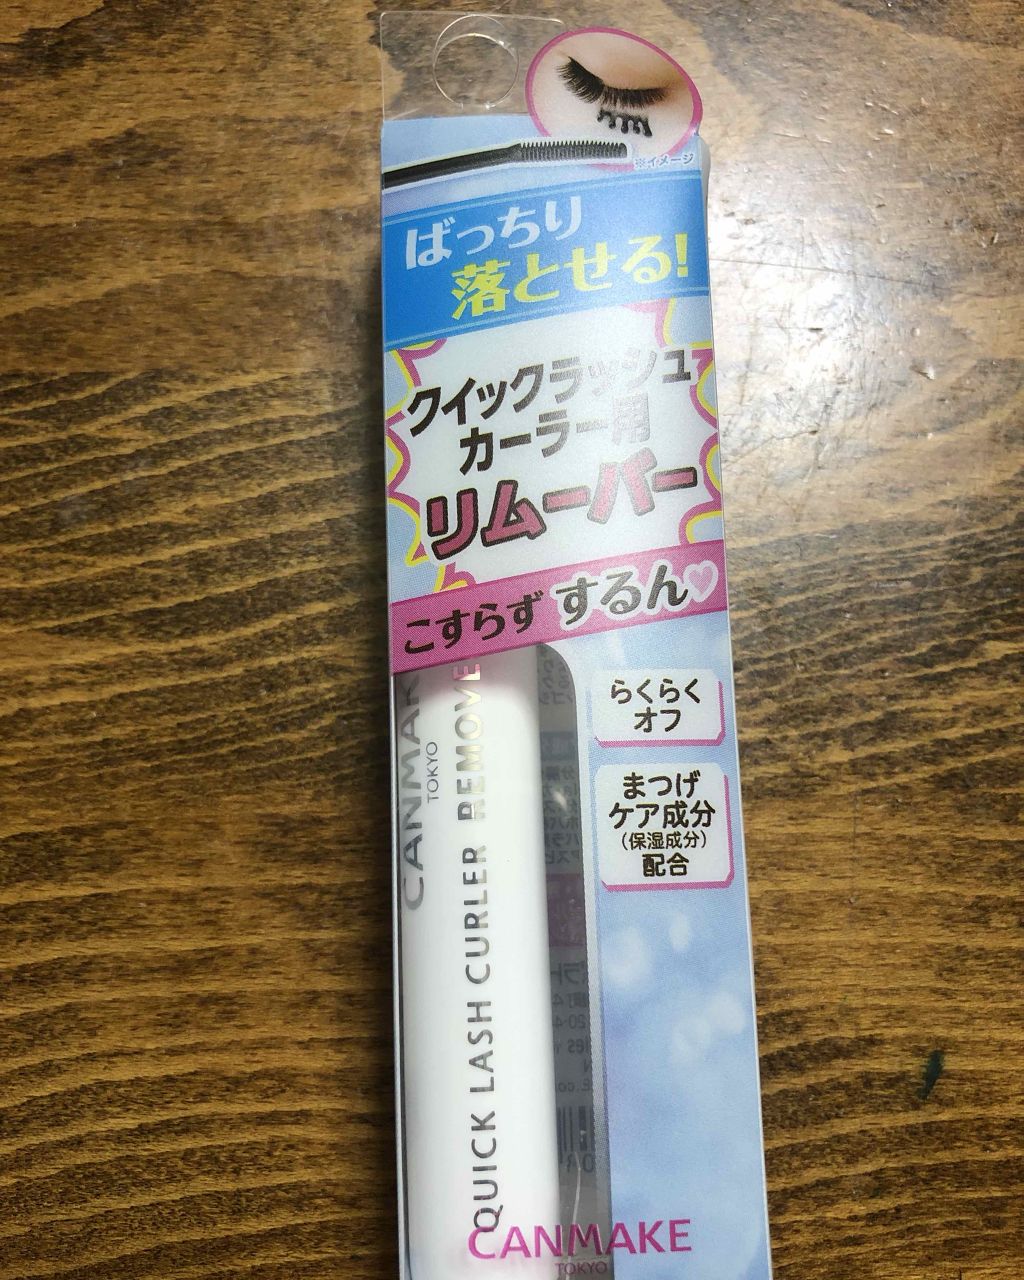 ※イメージ
ばっちり
落とせる!
クイックラッシュ
カーラー用
リムーバー
こすらず するん♡
らくらく
オフ
まつげ
ケア成分
(保湿成分)
配合
CANMAK
TOKYO
QUICK LASH CURLER REMOVE
CANMAKE
TOKYO